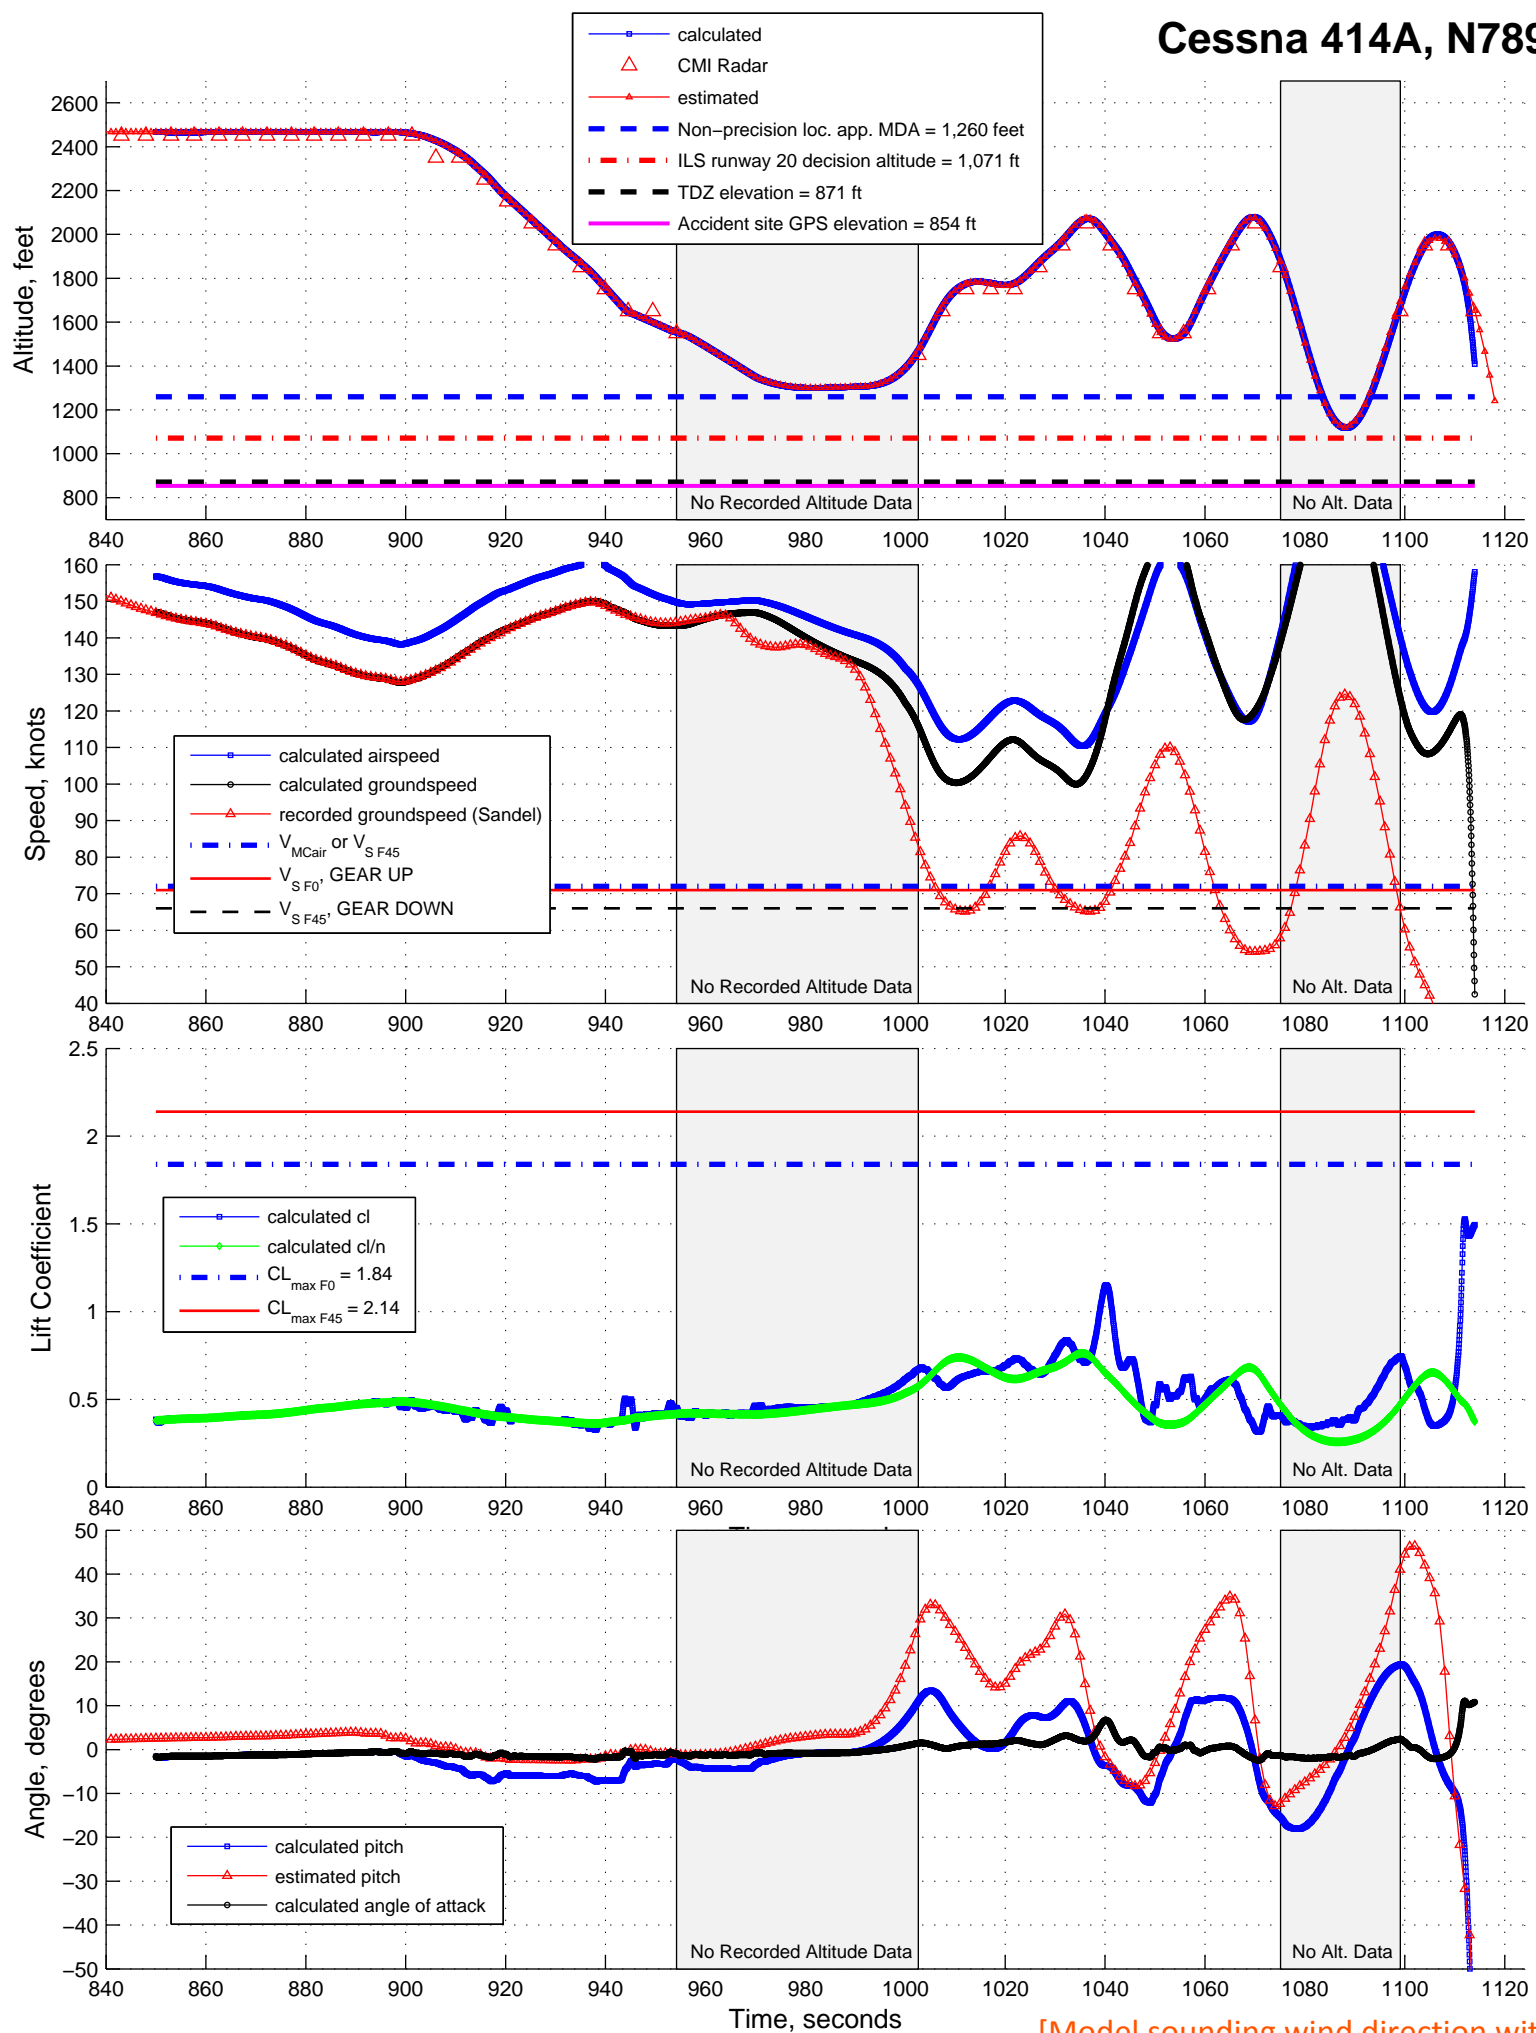 Cessna 414A, N789
calculated
CMI Radar
estimated
Non−precision loc. app. MDA = 1,260 feet
ILS runway 20 decision altitude = 1,071 ft
TDZ elevation = 871 ft
Accident site GPS elevation = 854 ft
Altitude, feet
2600
2400
2200
2000
1800
1600
1400
1200
1000
800
No Recorded Altitude Data
No Alt. Data
840 860 880 900 920 940 960 980 1000 1020 1040 1060 1080 1100 1120
Speed, knots
160
150
140
130
120
110
100
90
80
70
60
50
40
calculated airspeed
calculated groundspeed
recorded groundspeed (Sandel)
VMCair or VS F45
VS F0, GEAR UP
VS F45, GEAR DOWN
No Recorded Altitude Data
No Alt. Data
840 860 880 900 920 940 960 980 1000 1020 1040 1060 1080 1100 1120
Lift Coefficient
2.5
2
1.5
1
0.5
0
calculated cl
calculated cl/n
CLmax F0 = 1.84
CLmax F45 = 2.14
No Recorded Altitude Data
No Alt. Data
840 860 880 900 920 940 960 980 1000 1020 1040 1060 1080 1100 1120
Angle, degrees
50
40
30
20
10
0
−10
−20
−30
−40
−50
calculated pitch
estimated pitch
calculated angle of attack
No Recorded Altitude Data
No Alt. Data
840 860 880 900 920 940 960 980 1000 1020 1040 1060 1080 1100 1120
Time, seconds
[Model sounding wind direction wit